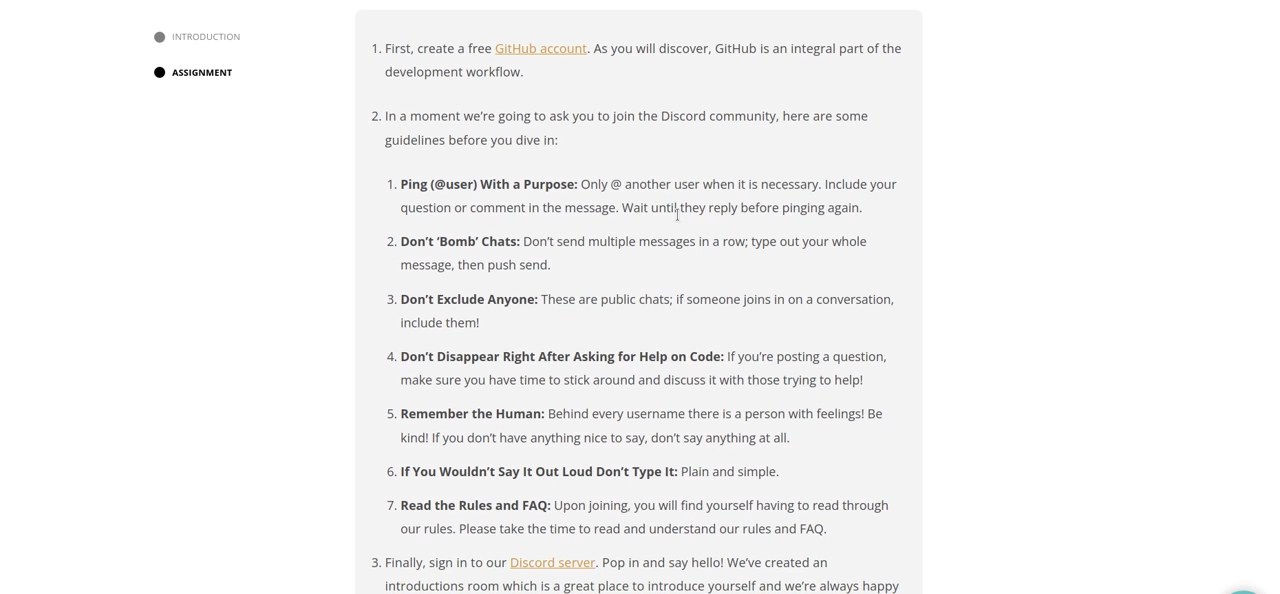 INTRODUCTION
ASSIGNMENT
1. First, create a free GitHub account. As you will discover, GitHub is an integral part of the
development workflow.
2. In a moment we’re going to ask you to join the Discord community, here are some
guidelines before you dive in:
1. Ping (@user) With a Purpose: Only @ another user when it is necessary. Include your
question or comment in the message. Wait until they reply before pinging again.
2. Don’t ‘Bomb’ Chats: Don’t send multiple messages in a row; type out your whole
message, then push send.
3. Don’t Exclude Anyone: These are public chats; if someone joins in on a conversation,
include them!
4. Don’t Disappear Right After Asking for Help on Code: If you’re posting a question,
make sure you have time to stick around and discuss it with those trying to help!
5. Remember the Human: Behind every username there is a person with feelings! Be
kind! If you don’t have anything nice to say, don’t say anything at all.
6. If You Wouldn’t Say It Out Loud Don’t Type It: Plain and simple.
7. Read the Rules and FAQ: Upon joining, you will find yourself having to read through
our rules. Please take the time to read and understand our rules and FAQ.
3. Finally, sign in to our Discord server. Pop in and say hello! We’ve created an
introductions room which is a great place to introduce yourself and we’re always happy